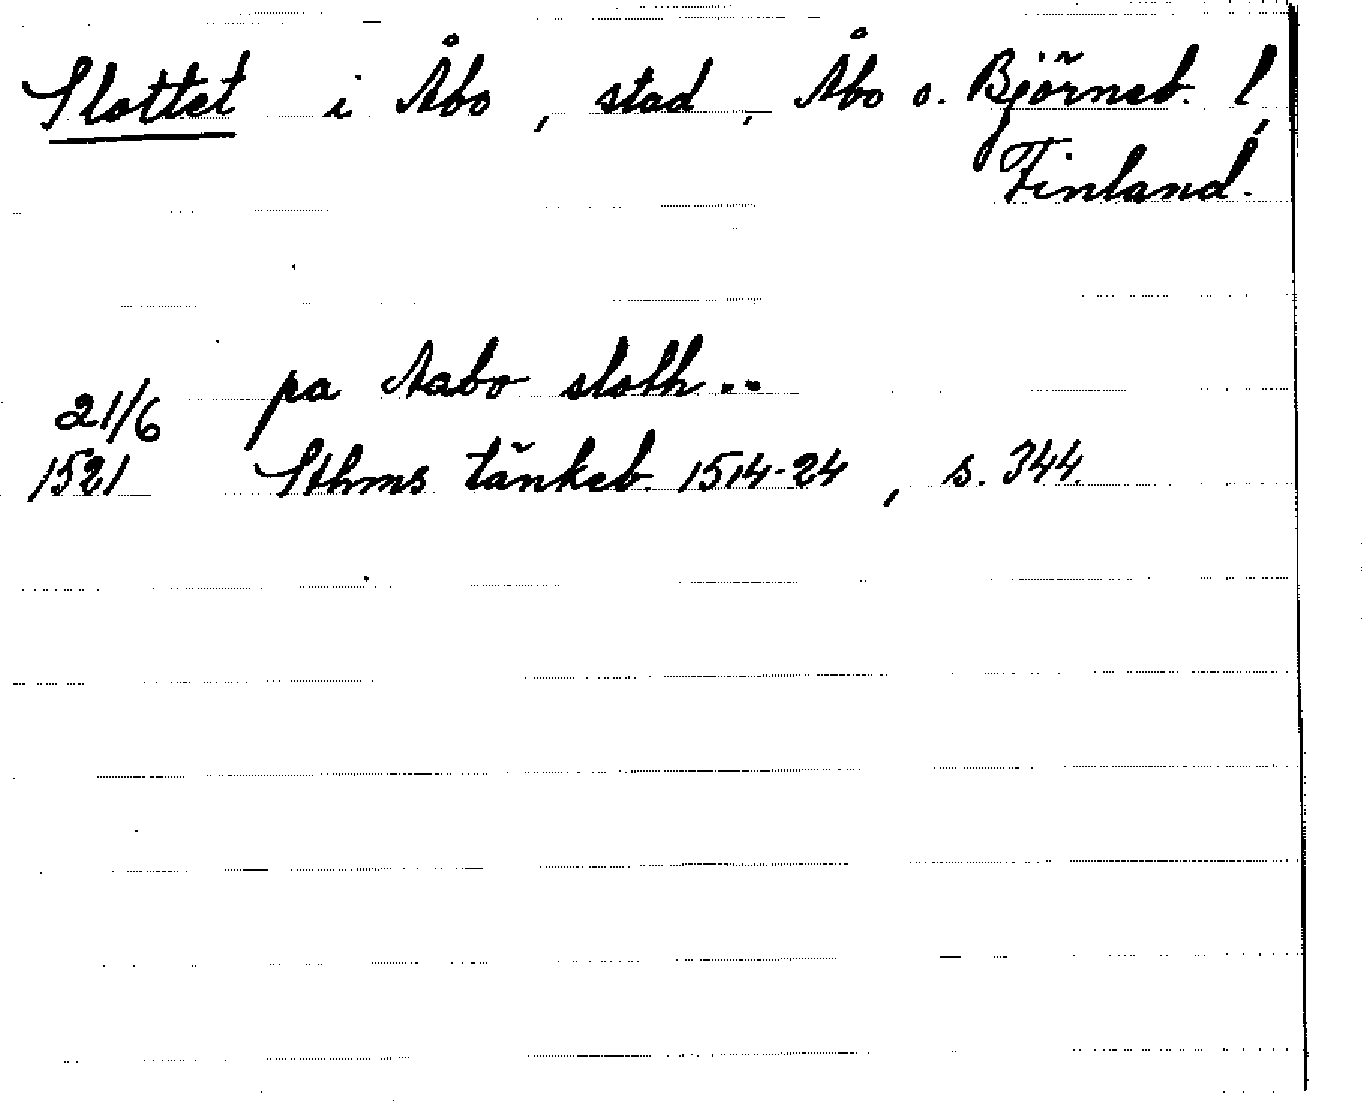 Slottet i Åbo, stad, Åbo o. Björneb. l,
Finland.
21/6 pa Aabo sloth..
1521 Sthms tänkeb. 1514-24, s. 344.